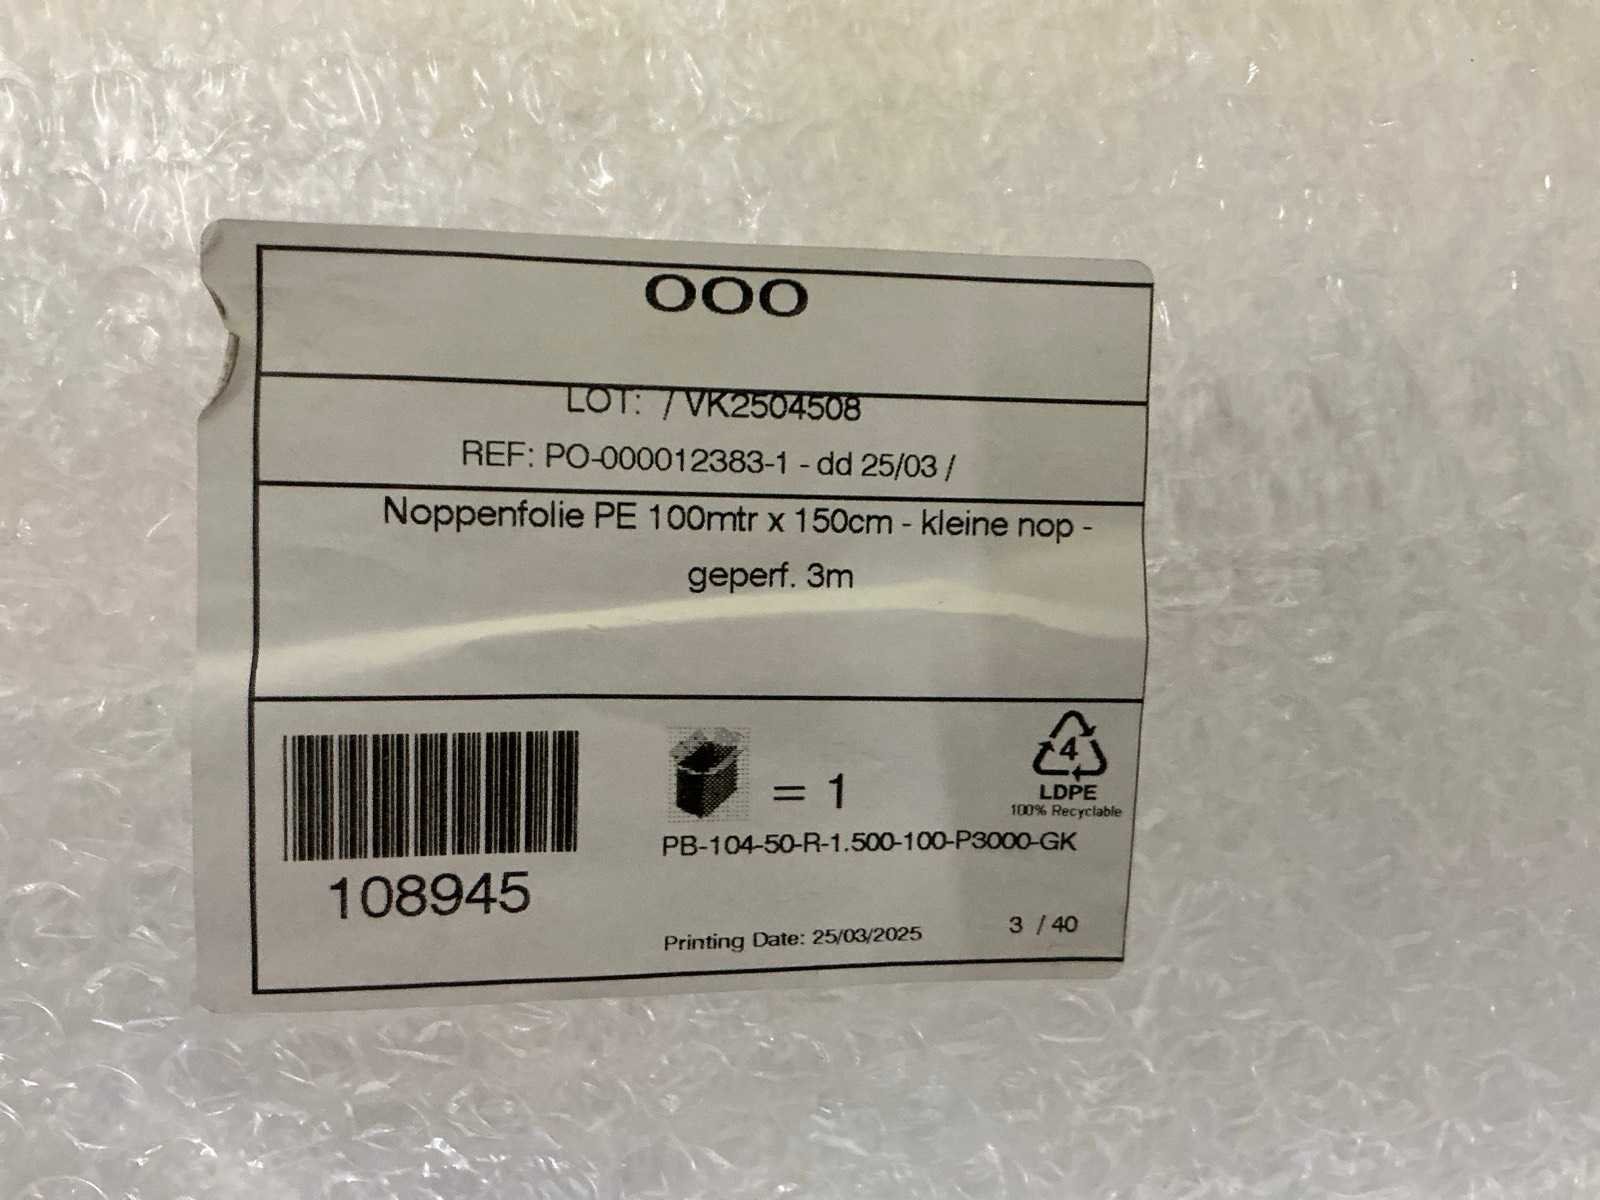 OOO
LOT: / VK2504508
REF: PO-000012383-1 - dd 25/03 /
Noppenfolie PE 100mtr x 150cm - kleine nop -
geperf. 3m
= 1
4
LDPE
100% Recyclable
PB-104-50-R-1.500-100-P3000-GK
108945
Printing Date: 25/03/2025
3 / 40